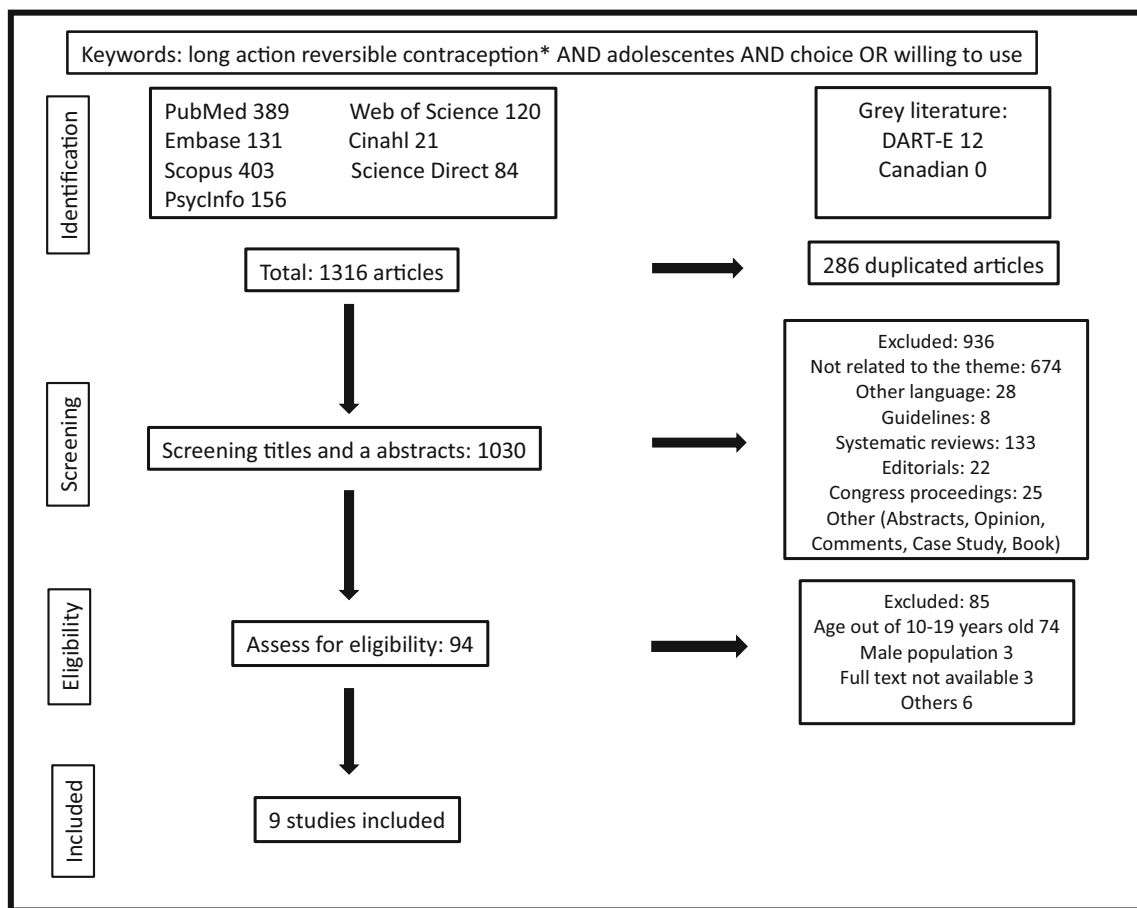 Keywords: long action reversible contraception* AND adolescentes AND choice OR willing to use
Identification
PubMed 389
Embase 131
Scopus 403
PsycInfo 156
Web of Science 120
Cinahl 21
Science Direct 84
Grey literature:
DART-E 12
Canadian 0
Total: 1316 articles
286 duplicated articles
Screening
Screening titles and a abstracts: 1030
Excluded: 936
Not related to the theme: 674
Other language: 28
Guidelines: 8
Systematic reviews: 133
Editorials: 22
Congress proceedings: 25
Other (Abstracts, Opinion,
Comments, Case Study, Book)
Eligibility
Assess for eligibility: 94
Excluded: 85
Age out of 10-19 years old 74
Male population 3
Full text not available 3
Others 6
Included
9 studies included